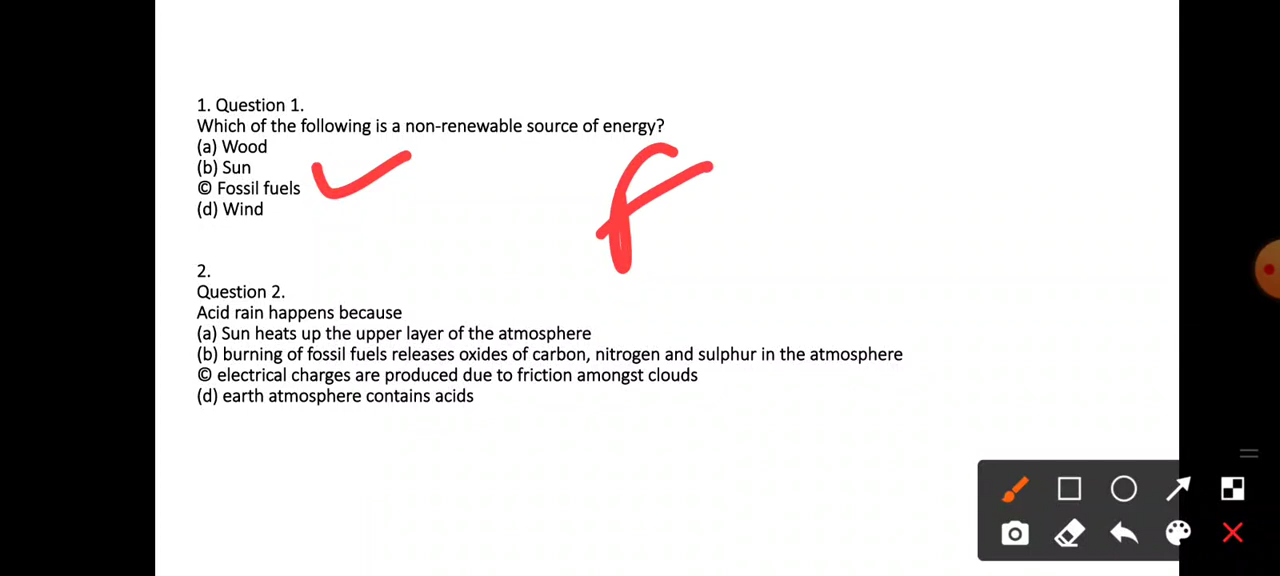 1. Question 1.
Which of the following is a non-renewable source of energy?
(a) Wood
(b) Sun
© Fossil fuels
(d) Wind
2.
Question 2.
Acid rain happens because
(a) Sun heats up the upper layer of the atmosphere
(b) burning of fossil fuels releases oxides of carbon, nitrogen and sulphur in the atmosphere
© electrical charges are produced due to friction amongst clouds
(d) earth atmosphere contains acids